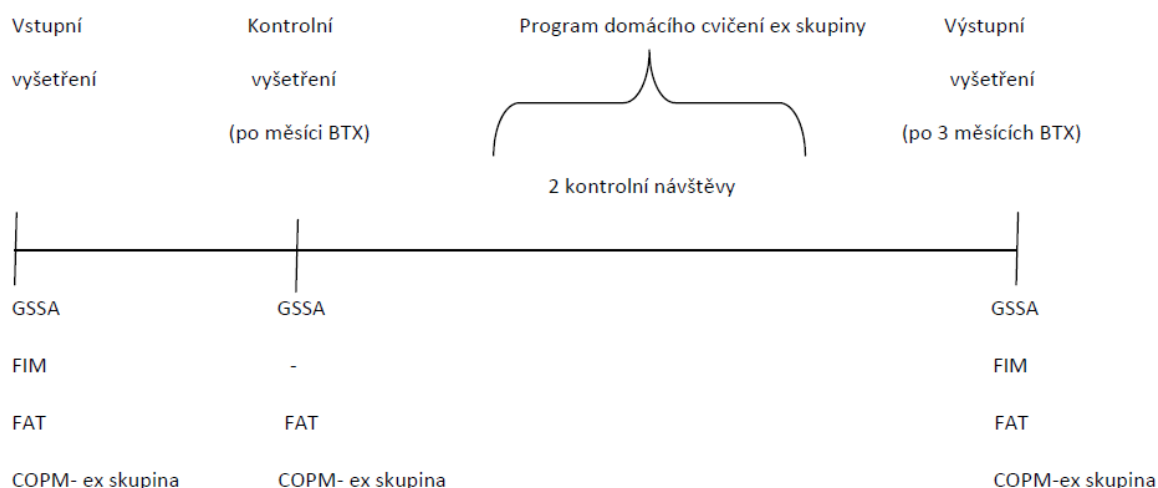 Vstupní Kontrolní Program domácího cvičení ex skupiny Výstupní
vyšetření vyšetření vyšetření
(po měsíci BTX) (po 3 měsících BTX)
2 kontrolní návštěvy
GSSA GSSA GSSA
FIM - FIM
FAT FAT FAT
COPM- ex skupina COPM- ex skupina COPM-ex skupina